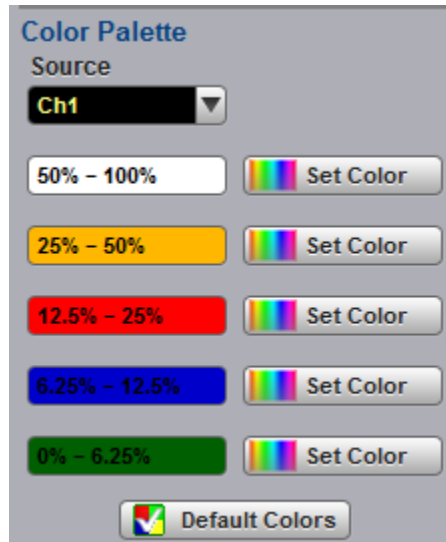 Color Palette
Source
Ch1
50% – 100% Set Color
25% – 50% Set Color
12.5% – 25% Set Color
6.25% – 12.5% Set Color
0% – 6.25% Set Color
Default Colors